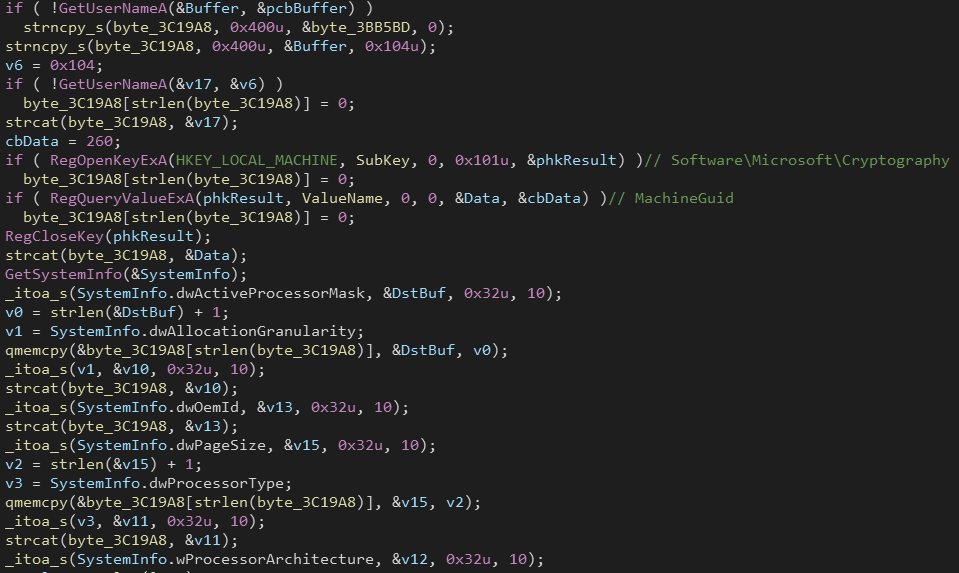 if ( !GetUserNameA(&Buffer, &pcbBuffer) )
strncpy_s(byte_3C19A8, 0x400u, &byte_3BB5BD, 0);
strncpy_s(byte_3C19A8, 0x400u, &Buffer, 0x104u);
v6 = 0x104;
if ( !GetUserNameA(&v17, &v6) )
byte_3C19A8[strlen(byte_3C19A8)] = 0;
strcat(byte_3C19A8, &v17);
cbData = 260;
if ( RegOpenKeyExA(HKEY_LOCAL_MACHINE, SubKey, 0, 0x101u, &phkResult) )// Software\Microsoft\Cryptography
byte_3C19A8[strlen(byte_3C19A8)] = 0;
if ( RegQueryValueExA(phkResult, ValueName, 0, 0, &Data, &cbData) )// MachineGuid
byte_3C19A8[strlen(byte_3C19A8)] = 0;
RegCloseKey(phkResult);
strcat(byte_3C19A8, &Data);
GetSystemInfo(&SystemInfo);
_itoa_s(SystemInfo.dwActiveProcessorMask, &DstBuf, 0x32u, 10);
v0 = strlen(&DstBuf) + 1;
v1 = SystemInfo.dwAllocationGranularity;
qmemcpy(&byte_3C19A8[strlen(byte_3C19A8)], &DstBuf, v0);
_itoa_s(v1, &v10, 0x32u, 10);
strcat(byte_3C19A8, &v10);
_itoa_s(SystemInfo.dwOemId, &v13, 0x32u, 10);
strcat(byte_3C19A8, &v13);
_itoa_s(SystemInfo.dwPageSize, &v15, 0x32u, 10);
v2 = strlen(&v15) + 1;
v3 = SystemInfo.dwProcessorType;
qmemcpy(&byte_3C19A8[strlen(byte_3C19A8)], &v15, v2);
_itoa_s(v3, &v11, 0x32u, 10);
strcat(byte_3C19A8, &v11);
_itoa_s(SystemInfo.wProcessorArchitecture, &v12, 0x32u, 10);